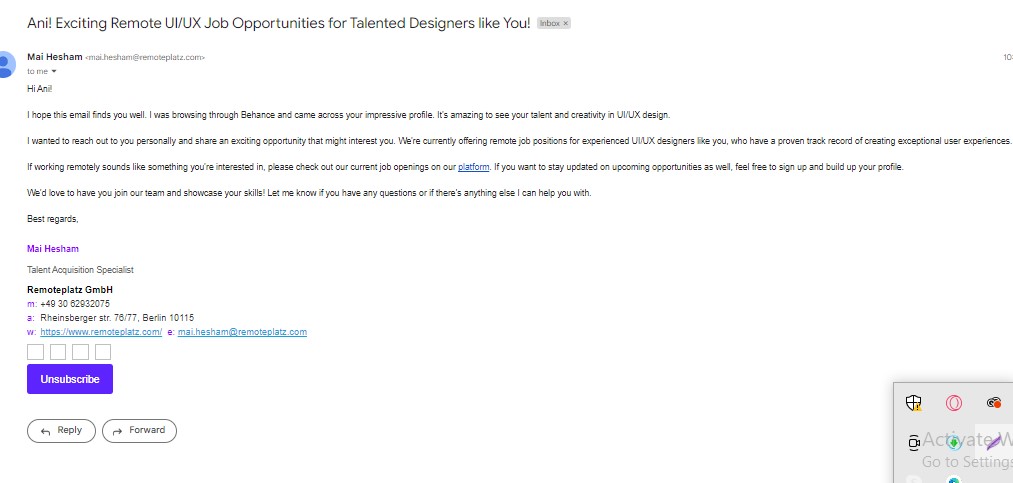 Ani! Exciting Remote UI/UX Job Opportunities for Talented Designers like You! Inbox ×
Mai Hesham <mai.hesham@remoteplatz.com>
to me
Hi Ani!
I hope this email finds you well. I was browsing through Behance and came across your impressive profile. It's amazing to see your talent and creativity in UI/UX design.
I wanted to reach out to you personally and share an exciting opportunity that might interest you. We're currently offering remote job positions for experienced UI/UX designers like you, who have a proven track record of creating exceptional user experiences.
If working remotely sounds like something you're interested in, please check out our current job openings on our platform. If you want to stay updated on upcoming opportunities as well, feel free to sign up and build up your profile.
We'd love to have you join our team and showcase your skills! Let me know if you have any questions or if there's anything else I can help you with.
Best regards,
Mai Hesham
Talent Acquisition Specialist
Remoteplatz GmbH
m: +49 30 62932075
a: Rheinsberger str. 76/77, Berlin 10115
w: https://www.remoteplatz.com/ e: mai.hesham@remoteplatz.com
Unsubscribe
Reply Forward
Activate W
Go to Settings